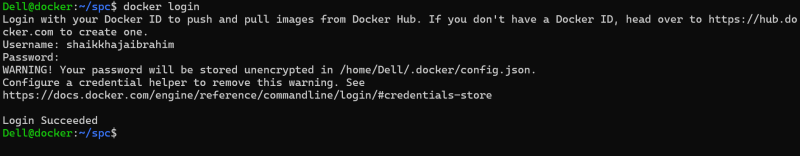 Dell@docker:~/spc$ docker login
Login with your Docker ID to push and pull images from Docker Hub. If you don't have a Docker ID, head over to https://hub.do
cker.com to create one.
Username: shaikkhajaibrahim
Password:
WARNING! Your password will be stored unencrypted in /home/Dell/.docker/config.json.
Configure a credential helper to remove this warning. See
https://docs.docker.com/engine/reference/commandline/login/#credentials-store
Login Succeeded
Dell@docker:~/spc$